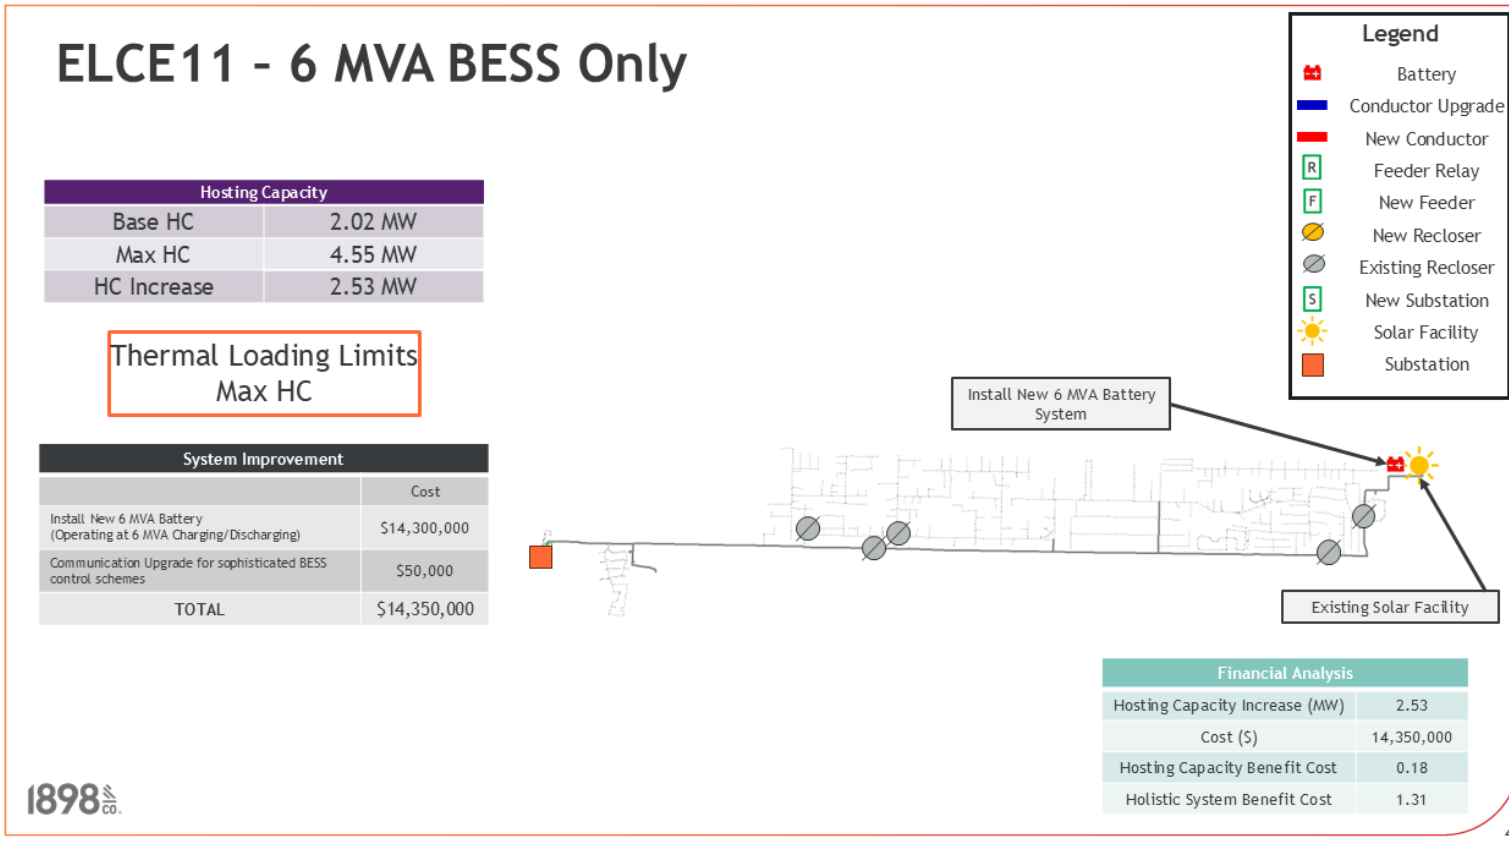 ELCE11 – 6 MVA BESS Only
Legend
Battery
Conductor Upgrade
New Conductor
R Feeder Relay
F New Feeder
New Recloser
Existing Recloser
S New Substation
Solar Facility
Substation
Hosting Capacity
Base HC 2.02 MW
Max HC 4.55 MW
HC Increase 2.53 MW
Thermal Loading Limits
Max HC
System Improvement
Cost
Install New 6 MVA Battery
(Operating at 6 MVA Charging/Discharging) $14,300,000
Communication Upgrade for sophisticated BESS
control schemes $50,000
TOTAL $14,350,000
Install New 6 MVA Battery
System
Existing Solar Facility
Financial Analysis
Hosting Capacity Increase (MW) 2.53
Cost ($) 14,350,000
Hosting Capacity Benefit Cost 0.18
Holistic System Benefit Cost 1.31
1898 & CO.